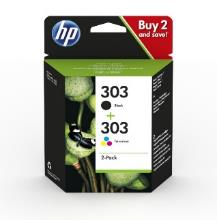 hp
Buy 2
and save!
303
Black
+
303
Tri-colour
2-Pack